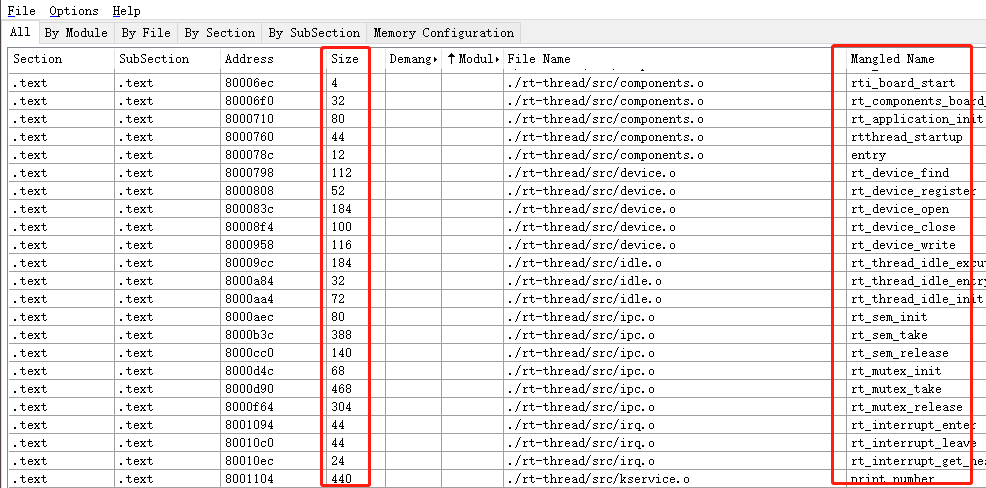 File Options Help
All By Module By File By Section By SubSection Memory Configuration
Section SubSection Address Size Demang Modul File Name Mangled Name
.text .text 80006ec 4 ./rt-thread/src/components.o rti_board_start
.text .text 80006f0 32 ./rt-thread/src/components.o rt_components_board_
.text .text 8000710 80 ./rt-thread/src/components.o rt_application_init
.text .text 8000760 44 ./rt-thread/src/components.o rtthread_startup
.text .text 800078c 12 ./rt-thread/src/components.o entry
.text .text 8000798 112 ./rt-thread/src/device.o rt_device_find
.text .text 8000808 52 ./rt-thread/src/device.o rt_device_register
.text .text 800083c 184 ./rt-thread/src/device.o rt_device_open
.text .text 80008f4 100 ./rt-thread/src/device.o rt_device_close
.text .text 8000958 116 ./rt-thread/src/device.o rt_device_write
.text .text 80009cc 184 ./rt-thread/src/idle.o rt_thread_idle_excu
.text .text 8000a84 32 ./rt-thread/src/idle.o rt_thread_idle_entry
.text .text 8000aa4 72 ./rt-thread/src/idle.o rt_thread_idle_init
.text .text 8000aec 80 ./rt-thread/src/ipc.o rt_sem_init
.text .text 8000b3c 388 ./rt-thread/src/ipc.o rt_sem_take
.text .text 8000cc0 140 ./rt-thread/src/ipc.o rt_sem_release
.text .text 8000d4c 68 ./rt-thread/src/ipc.o rt_mutex_init
.text .text 8000d90 468 ./rt-thread/src/ipc.o rt_mutex_take
.text .text 8000f64 304 ./rt-thread/src/ipc.o rt_mutex_release
.text .text 8001094 44 ./rt-thread/src/irq.o rt_interrupt_enter
.text .text 80010c0 44 ./rt-thread/src/irq.o rt_interrupt_leave
.text .text 80010ec 24 ./rt-thread/src/irq.o rt_interrupt_get_ne
.text .text 8001104 440 ./rt-thread/src/kservice.o print_number